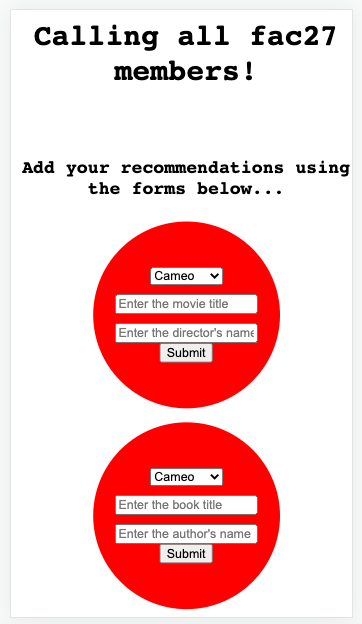 Calling all fac27
members!
Add your recommendations using
the forms below...
Cameo
Enter the movie title
Enter the director's name
Submit
Cameo
Enter the book title
Enter the author's name
Submit